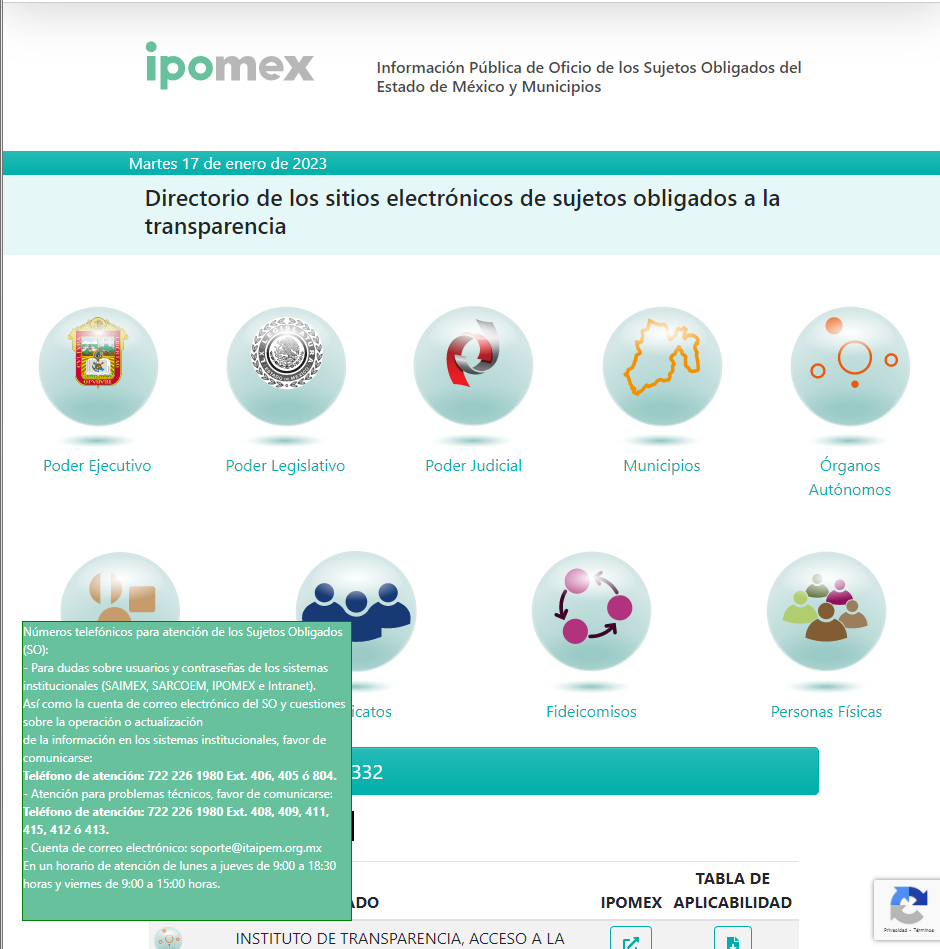 ipomex
Información Pública de Oficio de los Sujetos Obligados del
Estado de México y Municipios
Martes 17 de enero de 2023
Directorio de los sitios electrónicos de sujetos obligados a la
transparencia
Poder Ejecutivo
Poder Legislativo
Poder Judicial
Municipios
Órganos
Autónomos
icatos
Fideicomisos
Personas Físicas
Números telefónicos para atención de los Sujetos Obligados
(SO):
- Para dudas sobre usuarios y contraseñas de los sistemas
institucionales (SAIMEX, SARCOEM, IPOMEX e Intranet).
Así como la cuenta de correo electrónico del SO y cuestiones
sobre la operación o actualización
de la información en los sistemas institucionales, favor de
comunicarse:
Teléfono de atención: 722 226 1980 Ext. 406, 405 ó 804.
- Atención para problemas técnicos, favor de comunicarse:
Teléfono de atención: 722 226 1980 Ext. 408, 409, 411,
415, 412 ó 413.
- Cuenta de correo electrónico: soporte@itaipem.org.mx
En un horario de atención de lunes a jueves de 9:00 a 18:30
horas y viernes de 9:00 a 15:00 horas.
332
ADO
IPOMEX
TABLA DE
APLICABILIDAD
INSTITUTO DE TRANSPARENCIA, ACCESO A LA
Privacidad - Términos